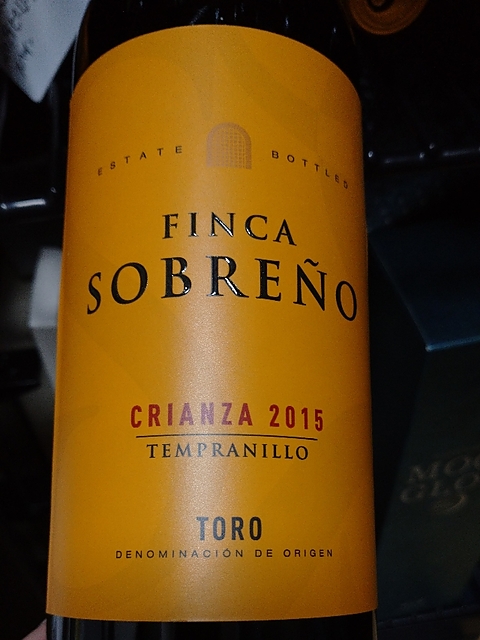 ESTATE BOTTLED
FINCA
SOBREÑO
CRIANZA 2015
TEMPRANILLO
TORO
DENOMINACIÓN DE ORIGEN